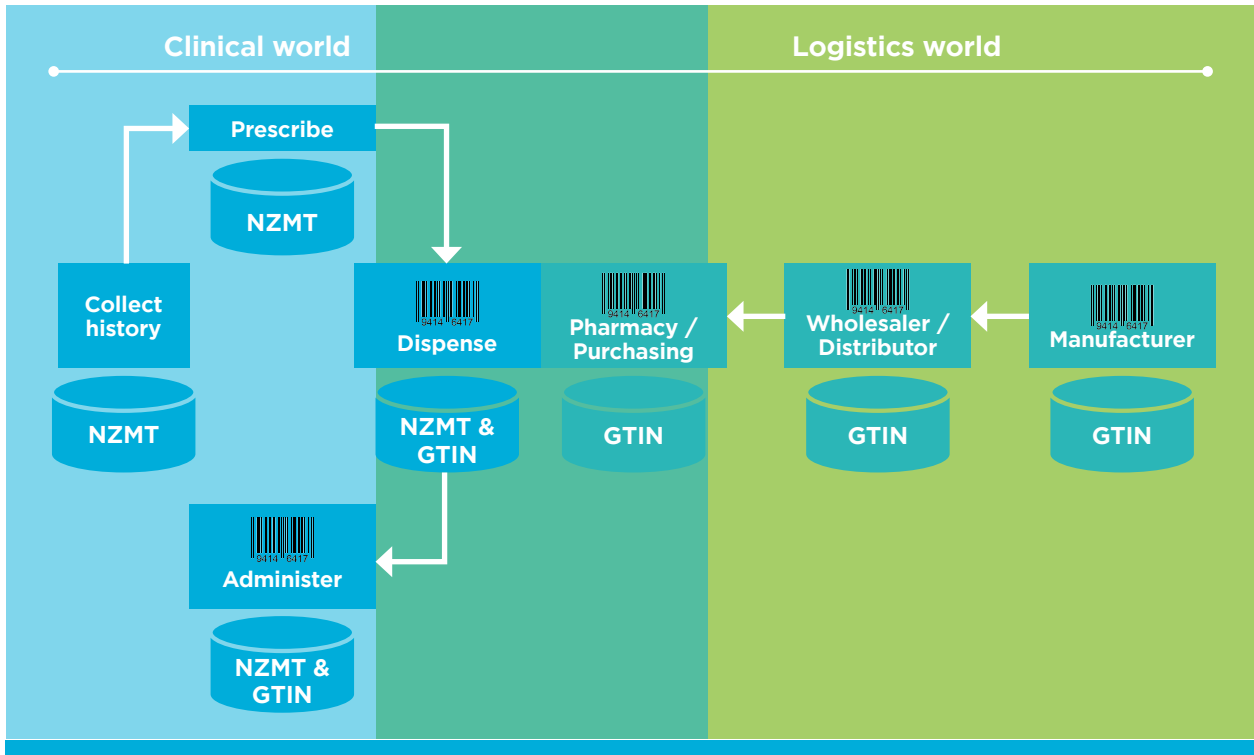 Clinical world
Logistics world
Prescribe
NZMT
Collect
history
NZMT
9414 6417
Dispense
NZMT &
GTIN
9414 6417
Pharmacy /
Purchasing
GTIN
9414 6417
Wholesaler /
Distributor
GTIN
9414 6417
Manufacturer
GTIN
9414 6417
Administer
NZMT &
GTIN